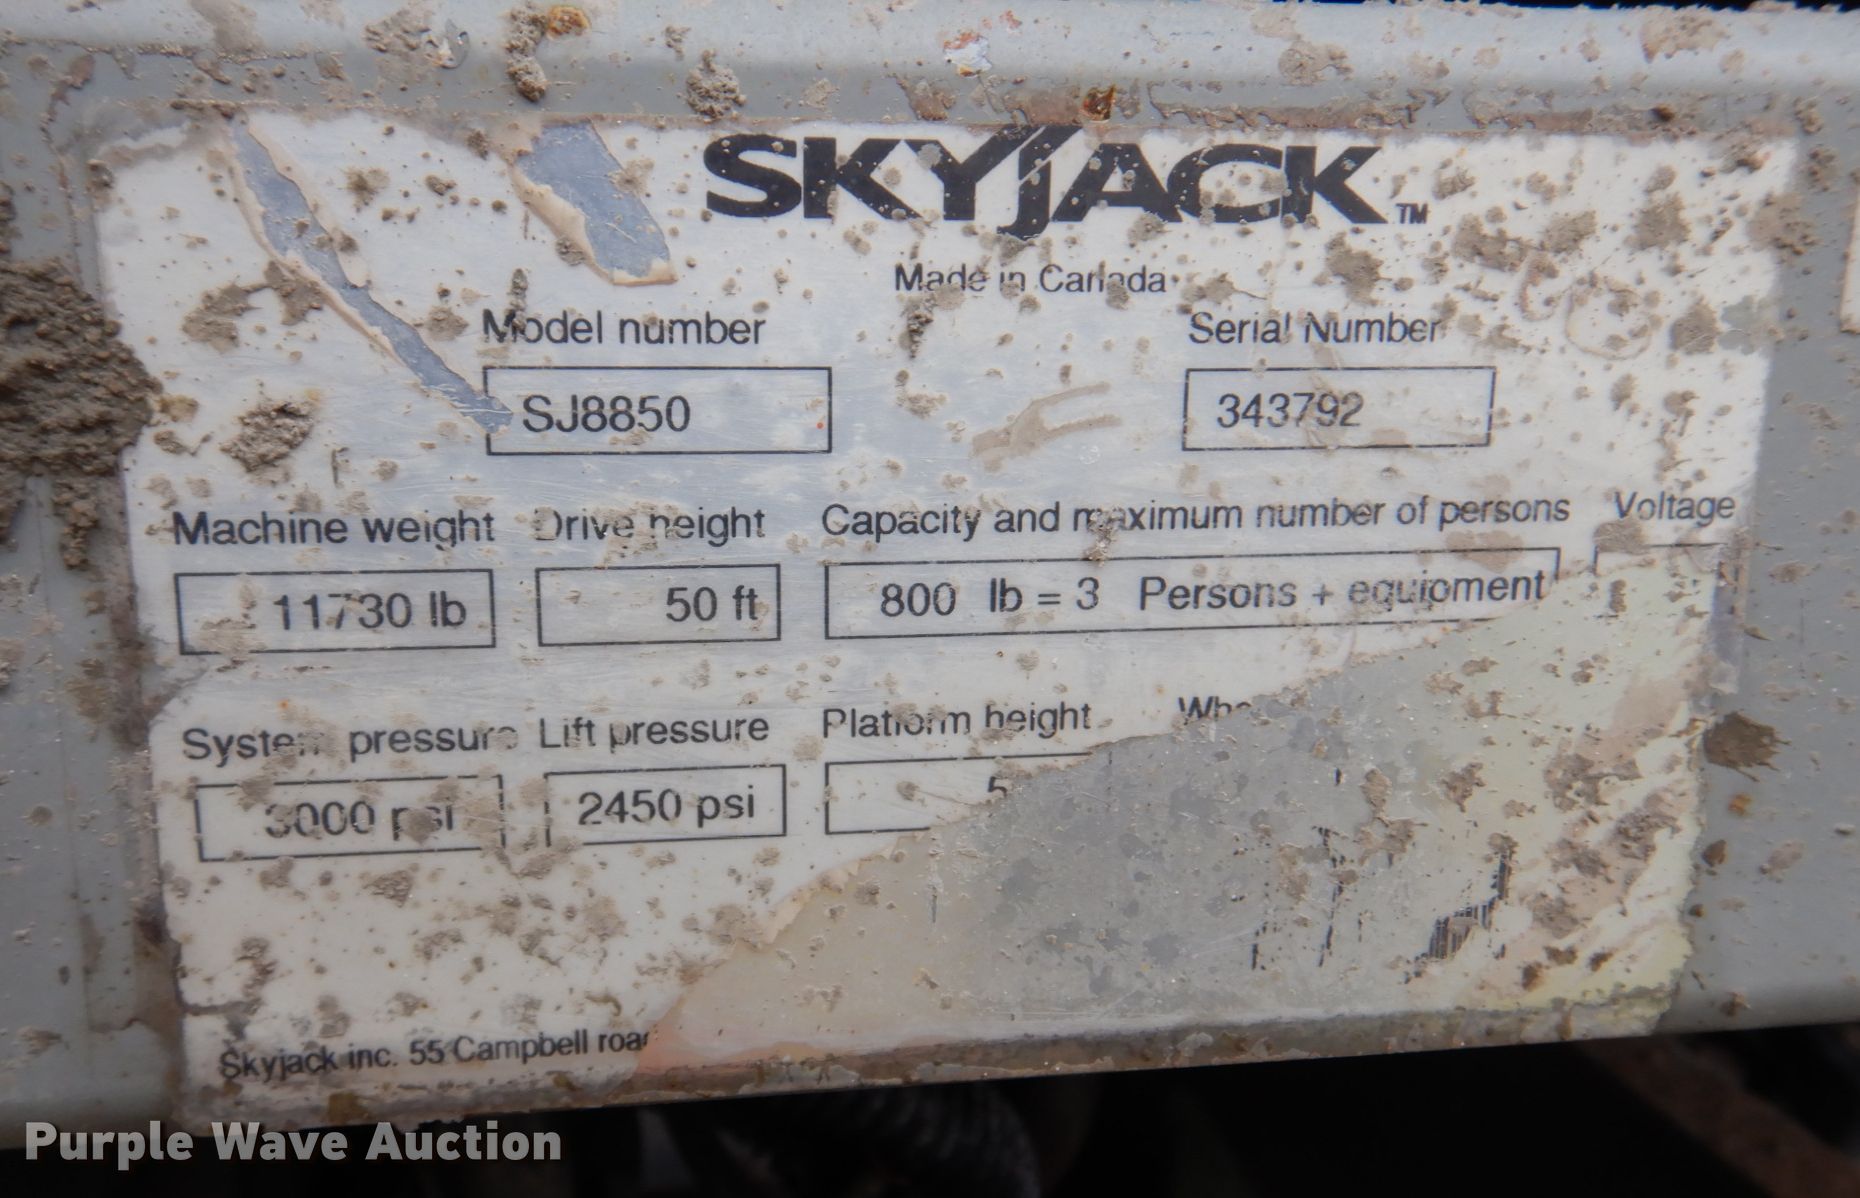 SKYJACK™
Made in Canada
Model number Serial Number
SJ8850 343792
Machine weight Drive height Capacity and maximum number of persons Voltage
11730 lb 50 ft 800 lb = 3 Persons + equipment
System pressure Lift pressure Platform height
3000 psi 2450 psi 5
Skyjack inc. 55 Campbell road
Purple Wave Auction